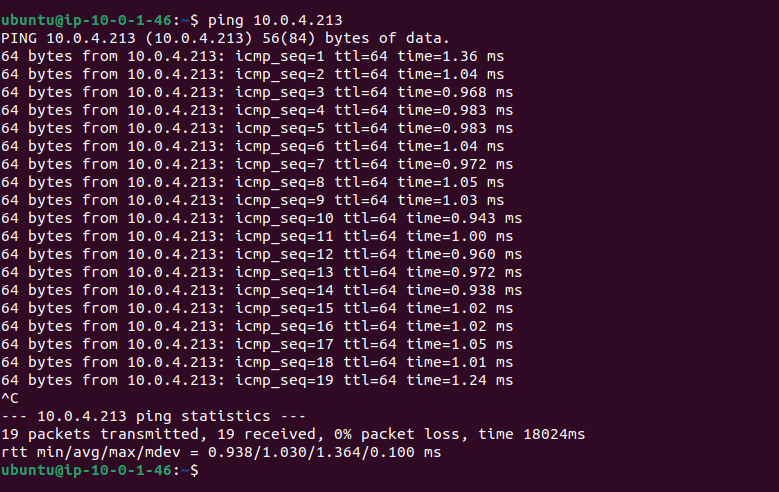 ubuntu@ip-10-0-1-46:~$ ping 10.0.4.213
PING 10.0.4.213 (10.0.4.213) 56(84) bytes of data.
64 bytes from 10.0.4.213: icmp_seq=1 ttl=64 time=1.36 ms
64 bytes from 10.0.4.213: icmp_seq=2 ttl=64 time=1.04 ms
64 bytes from 10.0.4.213: icmp_seq=3 ttl=64 time=0.968 ms
64 bytes from 10.0.4.213: icmp_seq=4 ttl=64 time=0.983 ms
64 bytes from 10.0.4.213: icmp_seq=5 ttl=64 time=0.983 ms
64 bytes from 10.0.4.213: icmp_seq=6 ttl=64 time=1.04 ms
64 bytes from 10.0.4.213: icmp_seq=7 ttl=64 time=0.972 ms
64 bytes from 10.0.4.213: icmp_seq=8 ttl=64 time=1.05 ms
64 bytes from 10.0.4.213: icmp_seq=9 ttl=64 time=1.03 ms
64 bytes from 10.0.4.213: icmp_seq=10 ttl=64 time=0.943 ms
64 bytes from 10.0.4.213: icmp_seq=11 ttl=64 time=1.00 ms
64 bytes from 10.0.4.213: icmp_seq=12 ttl=64 time=0.960 ms
64 bytes from 10.0.4.213: icmp_seq=13 ttl=64 time=0.972 ms
64 bytes from 10.0.4.213: icmp_seq=14 ttl=64 time=0.938 ms
64 bytes from 10.0.4.213: icmp_seq=15 ttl=64 time=1.02 ms
64 bytes from 10.0.4.213: icmp_seq=16 ttl=64 time=1.02 ms
64 bytes from 10.0.4.213: icmp_seq=17 ttl=64 time=1.05 ms
64 bytes from 10.0.4.213: icmp_seq=18 ttl=64 time=1.01 ms
64 bytes from 10.0.4.213: icmp_seq=19 ttl=64 time=1.24 ms
^C
--- 10.0.4.213 ping statistics ---
19 packets transmitted, 19 received, 0% packet loss, time 18024ms
rtt min/avg/max/mdev = 0.938/1.030/1.364/0.100 ms
ubuntu@ip-10-0-1-46:~$